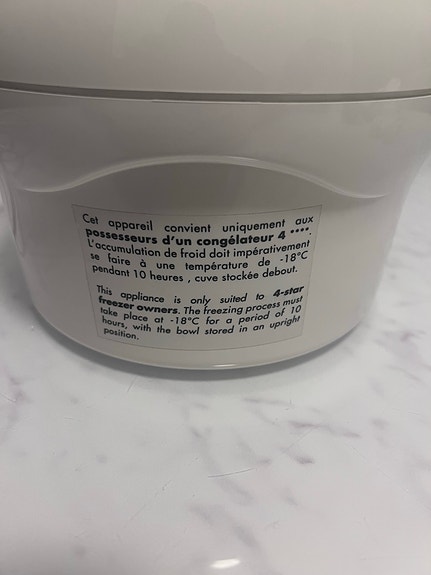 Cet appareil convient uniquement aux
possesseurs d'un congélateur 4 ****.
L'accumulation de froid doit impérativement
se faire à une température de -18°C
pendant 10 heures , cuve stockée debout.
This appliance is only suited to 4-star
freezer owners. The freezing process must
take place at -18°C for a period of 10
hours, with the bowl stored in an upright
position.